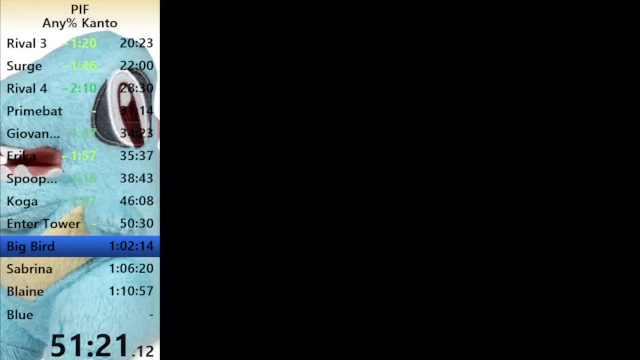 PIF
Any% Kanto
Rival 3 -1:20 20:23
Surge -1:46 22:00
Rival 4 -2:10 28:30
Primebat - 31:14
Giovan... 34:23
Erika -1:57 35:37
Spoop... 38:43
Koga 46:08
Enter Tower - 50:30
Big Bird 1:02:14
Sabrina 1:06:20
Blaine 1:10:57
Blue -
51:21.12